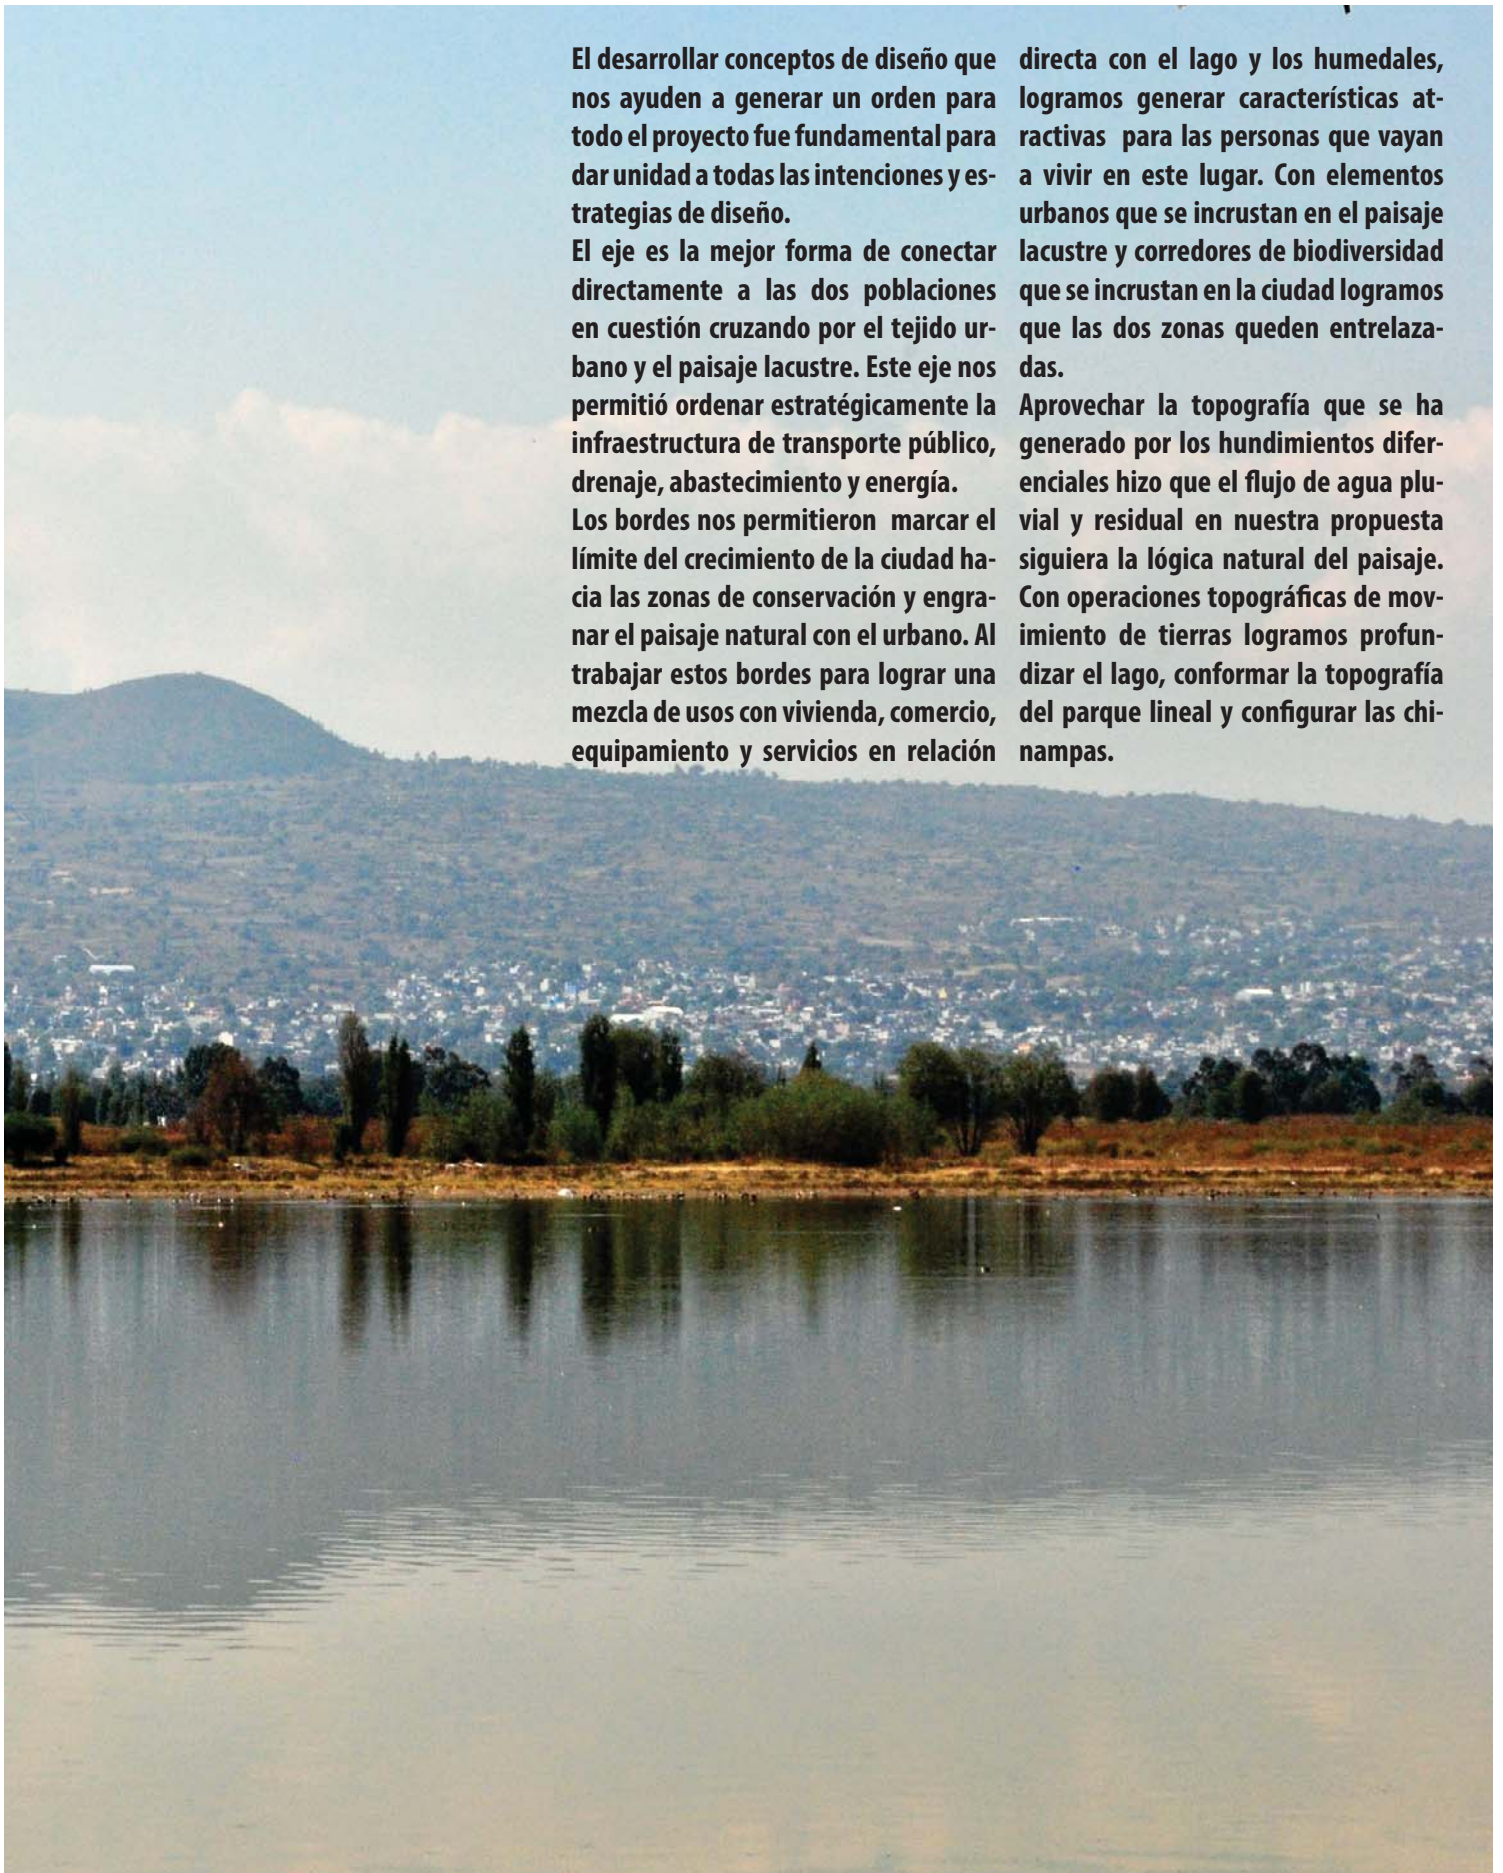 El desarrollar conceptos de diseño que
nos ayuden a generar un orden para
todo el proyecto fue fundamental para
dar unidad a todas las intenciones y es-
trategias de diseño.
El eje es la mejor forma de conectar
directamente a las dos poblaciones
en cuestión cruzando por el tejido ur-
bano y el paisaje lacustre. Este eje nos
permitió ordenar estratégicamente la
infraestructura de transporte público,
drenaje, abastecimiento y energía.
Los bordes nos permitieron marcar el
límite del crecimiento de la ciudad ha-
cia las zonas de conservación y engra-
nar el paisaje natural con el urbano. Al
trabajar estos bordes para lograr una
mezcla de usos con vivienda, comercio,
equipamiento y servicios en relación
directa con el lago y los humedales,
logramos generar características at-
ractivas para las personas que vayan
a vivir en este lugar. Con elementos
urbanos que se incrustan en el paisaje
lacustre y corredores de biodiversidad
que se incrustan en la ciudad logramos
que las dos zonas queden entrelaza-
das.
Aprovechar la topografía que se ha
generado por los hundimientos difer-
enciales hizo que el flujo de agua plu-
vial y residual en nuestra propuesta
siguiera la lógica natural del paisaje.
Con operaciones topográficas de mov-
imiento de tierras logramos profun-
dizar el lago, conformar la topografía
del parque lineal y configurar las chi-
nampas.